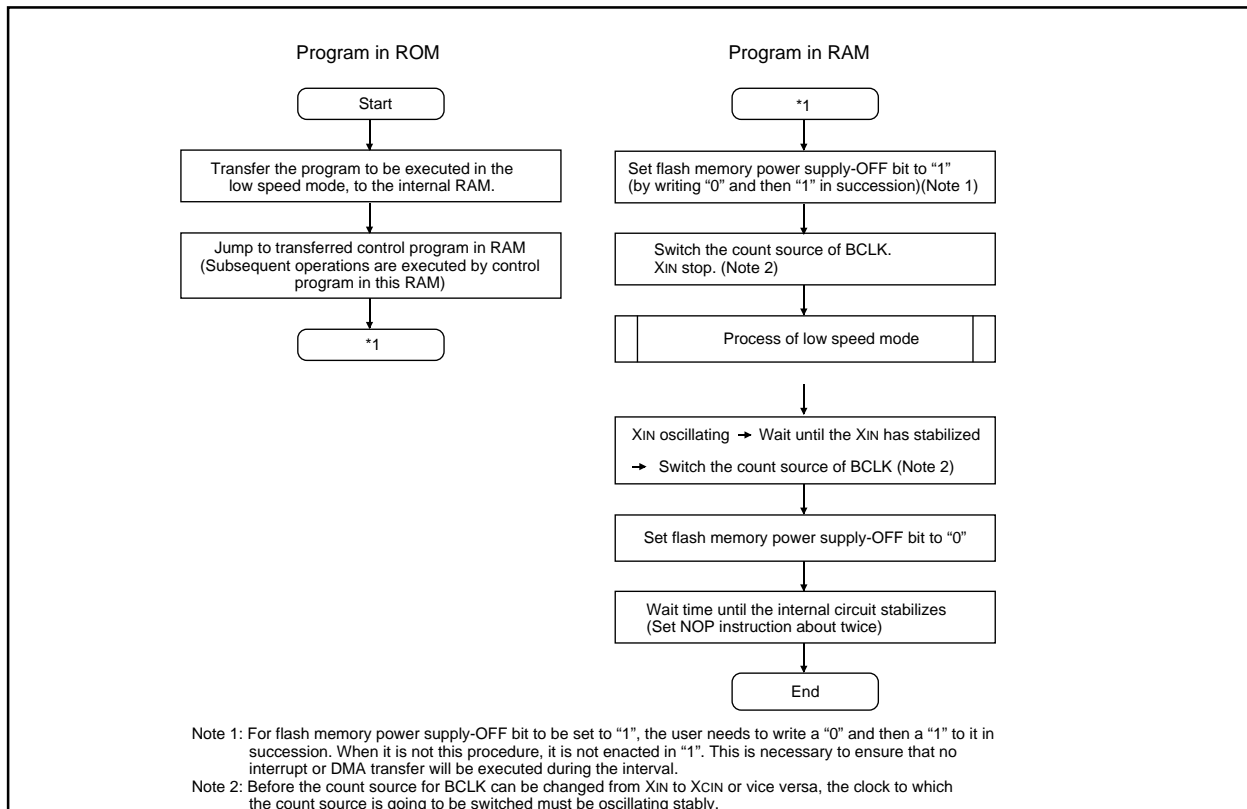 Program in ROM
Start
Transfer the program to be executed in the
low speed mode, to the internal RAM.
Jump to transferred control program in RAM
(Subsequent operations are executed by control
program in this RAM)
*1
Program in RAM
*1
Set flash memory power supply-OFF bit to “1”
(by writing “0” and then “1” in succession)(Note 1)
Switch the count source of BCLK.
XIN stop. (Note 2)
Process of low speed mode
XIN oscillating → Wait until the XIN has stabilized
→ Switch the count source of BCLK (Note 2)
Set flash memory power supply-OFF bit to “0”
Wait time until the internal circuit stabilizes
(Set NOP instruction about twice)
End
Note 1: For flash memory power supply-OFF bit to be set to “1”, the user needs to write a “0” and then a “1” to it in
succession. When it is not this procedure, it is not enacted in “1”. This is necessary to ensure that no
interrupt or DMA transfer will be executed during the interval.
Note 2: Before the count source for BCLK can be changed from XIN to XCIN or vice versa, the clock to which
the count source is going to be switched must be oscillating stably.